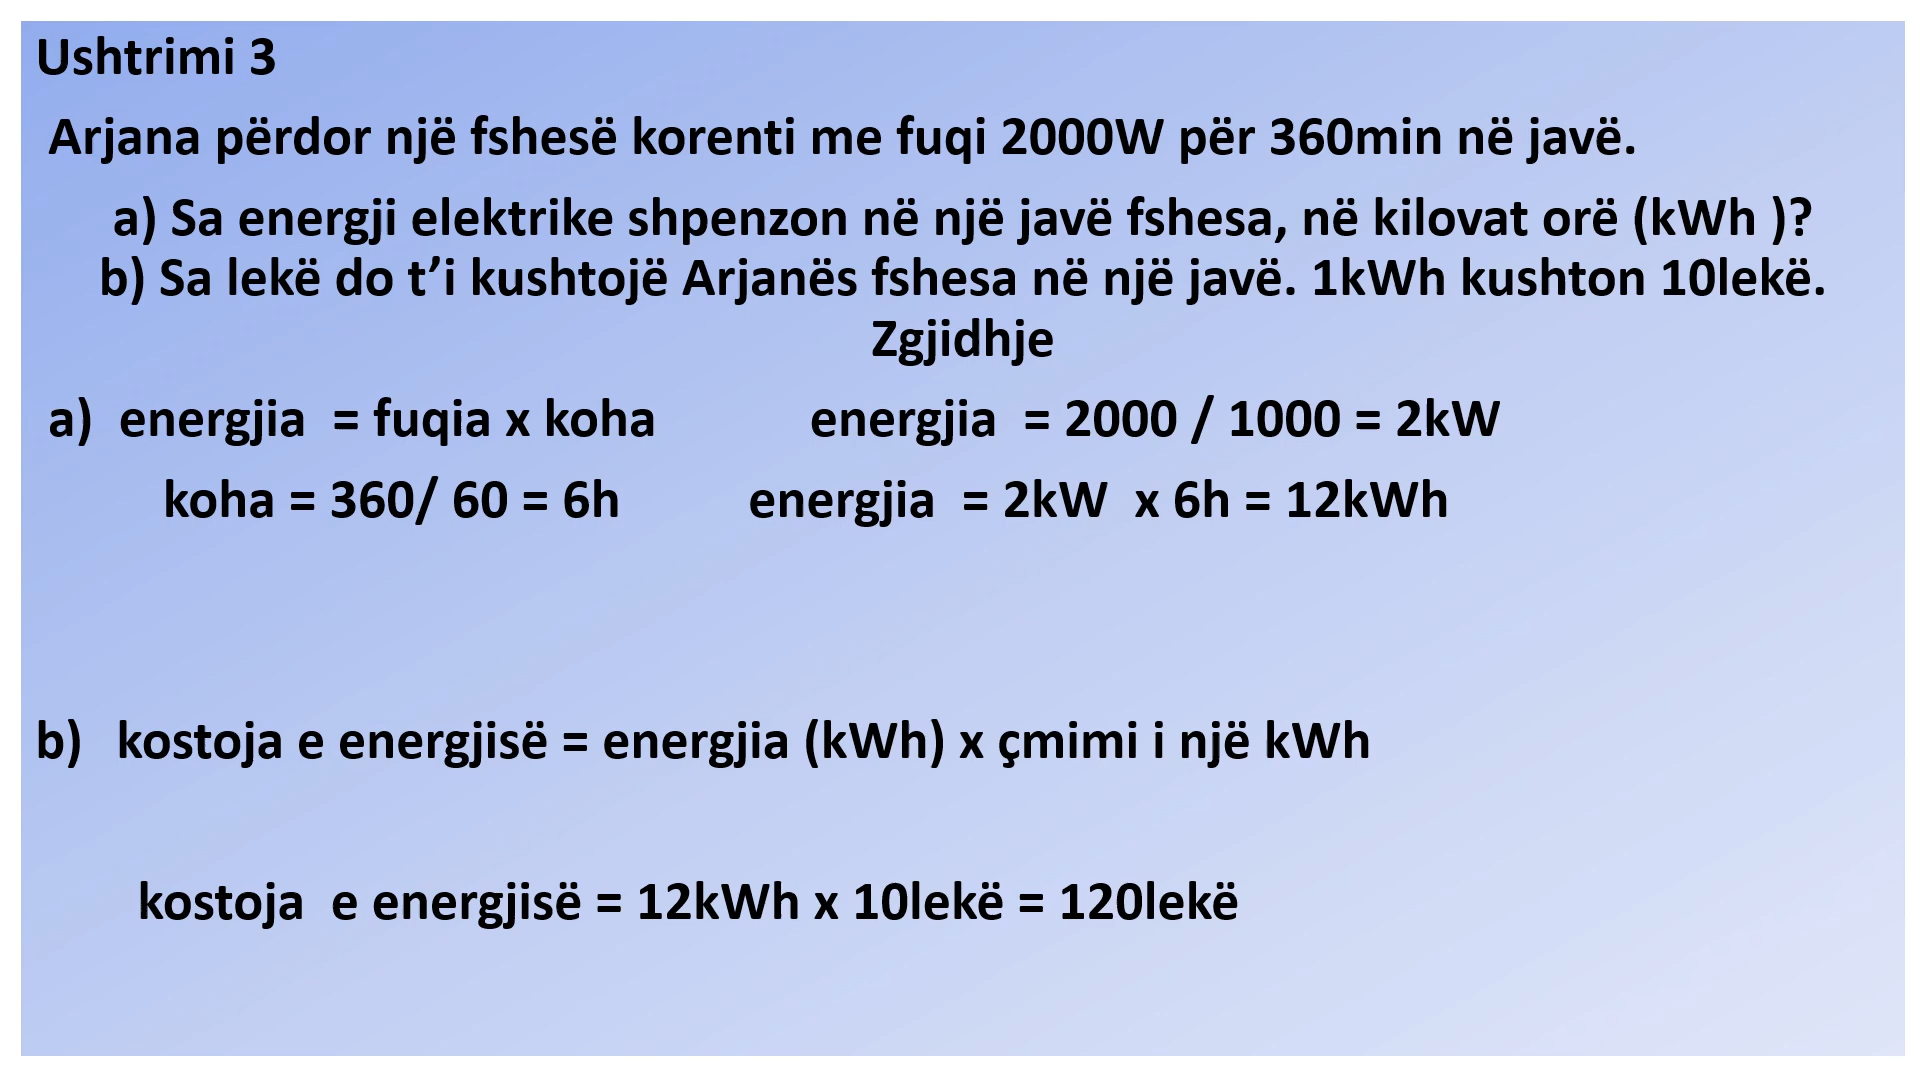 Ushtrimi 3
Arjana përdor një fshesë korenti me fuqi 2000W për 360min në javë.
a) Sa energji elektrike shpenzon në një javë fshesa, në kilovat orë (kWh )?
b) Sa lekë do t’i kushtojë Arjanës fshesa në një javë. 1kWh kushton 10lekë.
Zgjidhje
a) energjia = fuqia x koha energjia = 2000 / 1000 = 2kW
koha = 360/ 60 = 6h energjia = 2kW x 6h = 12kWh
b) kostoja e energjisë = energjia (kWh) x çmimi i një kWh
kostoja e energjisë = 12kWh x 10lekë = 120lekë